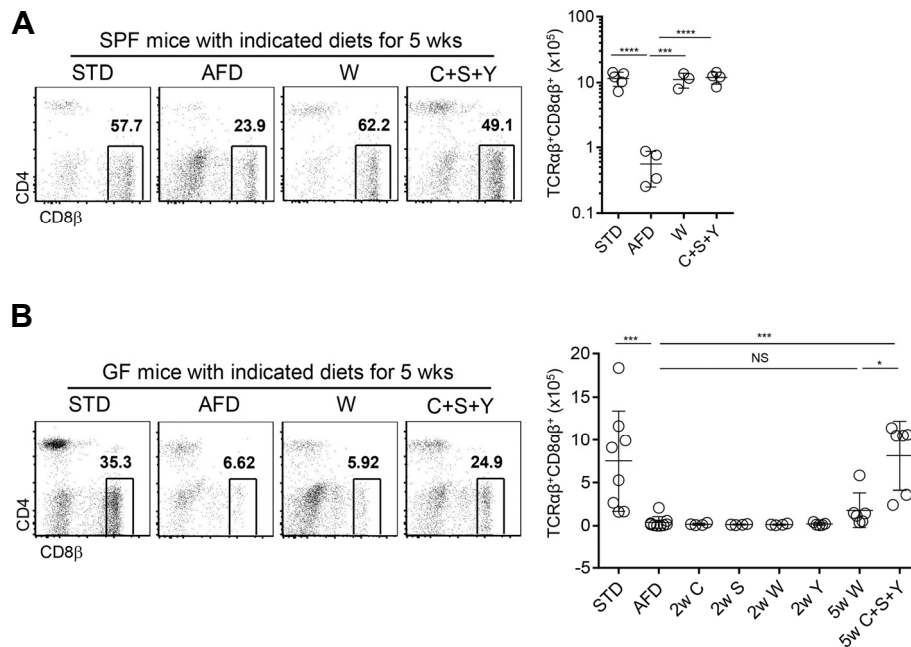 A
SPF mice with indicated diets for 5 wks
STD AFD W C+S+Y
57.7 23.9 62.2 49.1
CD4
CD8β
TCRαβ⁺CD8αβ⁺ (x10⁵)
100
10
1
0.1
****
**** ***
STD AFD W C+S+Y
B
GF mice with indicated diets for 5 wks
STD AFD W C+S+Y
35.3 6.62 5.92 24.9
CD4
CD8β
TCRαβ⁺CD8αβ⁺ (x10⁵)
20
15
10
5
0
-5
*** ***
NS *
STD AFD 2w C 2w S 2w W 2w Y 5w W 5w C+S+Y